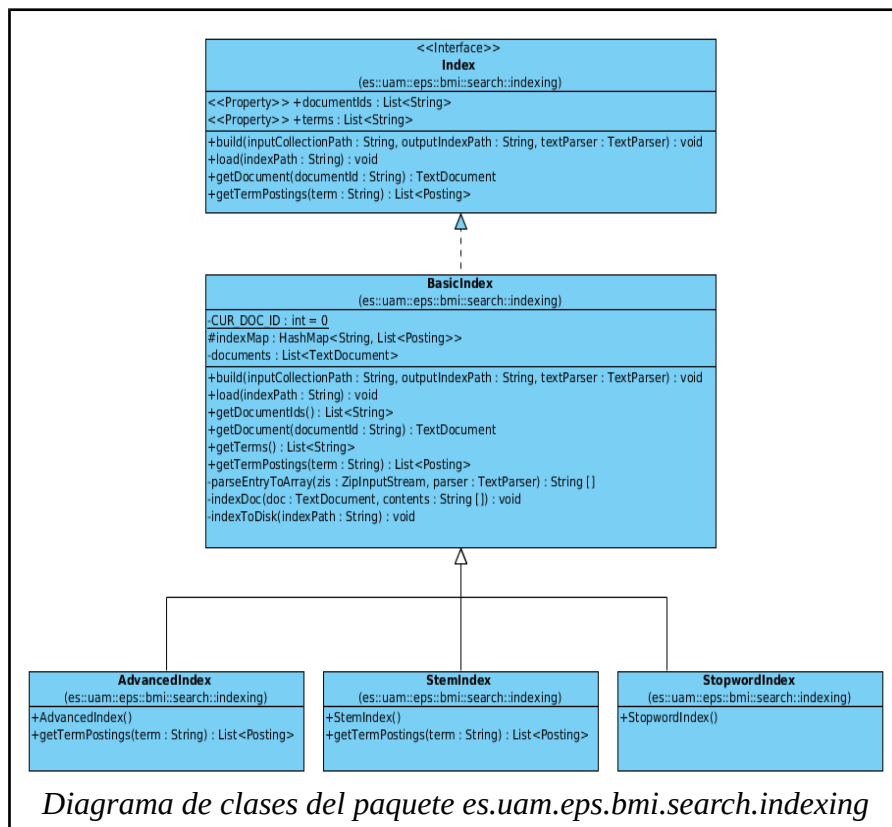 <<Interface>>
Index
(es::uam::eps::bmi::search::indexing)
<<Property>> +documentIds : List<String>
<<Property>> +terms : List<String>
+build(inputCollectionPath : String, outputIndexPath : String, textParser : TextParser) : void
+load(indexPath : String) : void
+getDocument(documentId : String) : TextDocument
+getTermPostings(term : String) : List<Posting>
BasicIndex
(es::uam::eps::bmi::search::indexing)
-CUR_DOC_ID : int = 0
#indexMap : HashMap<String, List<Posting>>
-documents : List<TextDocument>
+build(inputCollectionPath : String, outputIndexPath : String, textParser : TextParser) : void
+load(indexPath : String) : void
+getDocumentIds() : List<String>
+getDocument(documentId : String) : TextDocument
+getTerms() : List<String>
+getTermPostings(term : String) : List<Posting>
-parseEntryToArray(zis : ZipInputStream, parser : TextParser) : String []
-indexDoc(doc : TextDocument, contents : String []) : void
-indexToDisk(indexPath : String) : void
AdvancedIndex
(es::uam::eps::bmi::search::indexing)
+AdvancedIndex()
+getTermPostings(term : String) : List<Posting>
StemIndex
(es::uam::eps::bmi::search::indexing)
+StemIndex()
+getTermPostings(term : String) : List<Posting>
StopwordIndex
(es::uam::eps::bmi::search::indexing)
+StopwordIndex()
Diagrama de clases del paquete es.uam.eps.bmi.search.indexing